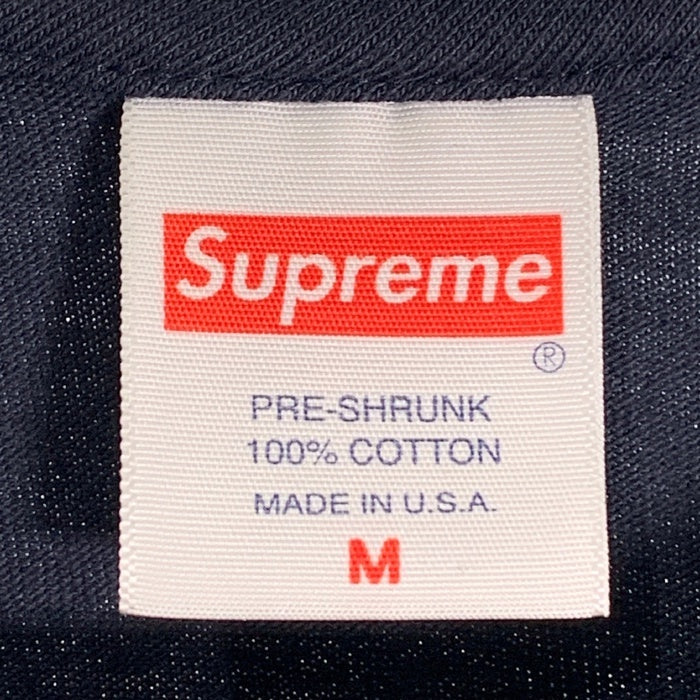 Supreme
®
PRE-SHRUNK
100% COTTON
MADE IN U.S.A.
M